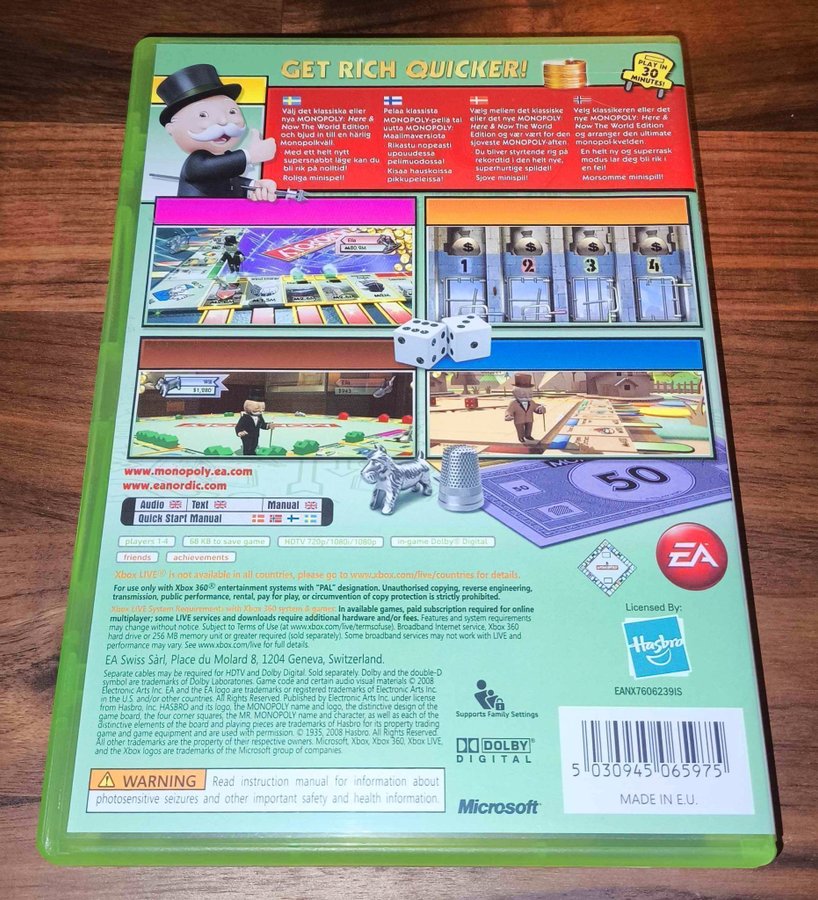 GET RICH QUICKER!
PLAY IN
30
MINUTES!
Välj det klassiska eller
nya MONOPOLY: Here &
Now The World Edition
och bjud in till en härlig
Monopolkväll.
Med ett helt nytt
supersnabbt läge kan du
bli rik på nolltid!
Roliga minispel!
Pelaa klassista
MONOPOLY-peliä tai
uutta MONOPOLY:
Maailmaversiota
Rikastu nopeasti
upouudessa
pelimuodossa!
Kisaa hauskoissa
pikkupeleissä!
Vælg mellem det klassiske
eller det nye MONOPOLY:
Here & Now The World
Edition og vær vært for den
sjoveste MONOPOLY-aften.
Du bliver styrtende rig på
rekordtid i den helt nye,
superhurtige spildel!
Sjove minispil!
Velg klassikeren eller det
nye MONOPOLY: Here &
Now The World Edition
og arranger den ultimate
monopol-kvelden.
En helt ny og superrask
modus lar deg bli rik i
en fei!
Morsomme minispill!
MONOPOLY
Ella
1 2 3 4
Will
$1,080
Ella
$943
50
www.monopoly.ea.com
www.eanordic.com
Audio Text Manual
Quick Start Manual
players 1-4 68 KB to save game HDTV 720p/1080i/1080p in-game Dolby® Digital
friends achievements
EA
Xbox LIVE® is not available in all countries, please go to www.xbox.com/live/countries for details.
For use only with Xbox 360® entertainment systems with "PAL" designation. Unauthorised copying, reverse engineering,
transmission, public performance, rental, pay for play, or circumvention of copy protection is strictly prohibited.
Xbox LIVE System Requirements with Xbox 360 system & games: In available games, paid subscription required for online
multiplayer; some LIVE services and downloads require additional hardware and/or fees. Features and system requirements
may change without notice. Subject to Terms of Use (at www.xbox.com/live/termsofuse). Broadband Internet service, Xbox 360
hard drive or 256 MB memory unit or greater required (sold separately). Some broadband services may not work with LIVE and
performance may vary. See www.xbox.com/live for full details.
EA Swiss Sàrl, Place du Molard 8, 1204 Geneva, Switzerland.
Separate cables may be required for HDTV and Dolby Digital. Sold separately. Dolby and the double-D
symbol are trademarks of Dolby Laboratories. Game code and certain audio visual materials © 2008
Electronic Arts Inc. EA and the EA logo are trademarks or registered trademarks of Electronic Arts Inc.
in the U.S. and/or other countries. All Rights Reserved. Published by Electronic Arts Inc. under license
from Hasbro, Inc. HASBRO and its logo, the MONOPOLY name and logo, the distinctive design of the
game board, the four corner squares, the MR. MONOPOLY name and character, as well as each of the
distinctive elements of the board and playing pieces are trademarks of Hasbro for its property trading
game and game equipment and are used with permission. © 1935, 2008 Hasbro. All Rights Reserved.
All other trademarks are the property of their respective owners. Microsoft, Xbox, Xbox 360, Xbox LIVE,
and the Xbox logos are trademarks of the Microsoft group of companies.
Licensed By:
Hasbro
EANX7606239IS
Supports Family Settings
DOLBY
DIGITAL
WARNING Read instruction manual for information about
photosensitive seizures and other important safety and health information.
Microsoft
5 030945 065975
MADE IN E.U.